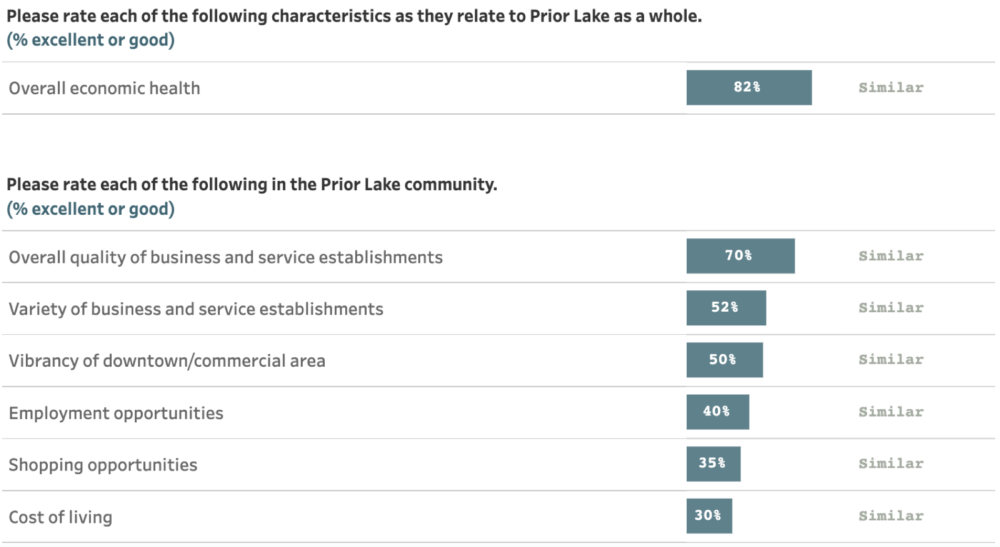 Please rate each of the following characteristics as they relate to Prior Lake as a whole.
(% excellent or good)
Overall economic health 82% Similar
Please rate each of the following in the Prior Lake community.
(% excellent or good)
Overall quality of business and service establishments 70% Similar
Variety of business and service establishments 52% Similar
Vibrancy of downtown/commercial area 50% Similar
Employment opportunities 40% Similar
Shopping opportunities 35% Similar
Cost of living 30% Similar